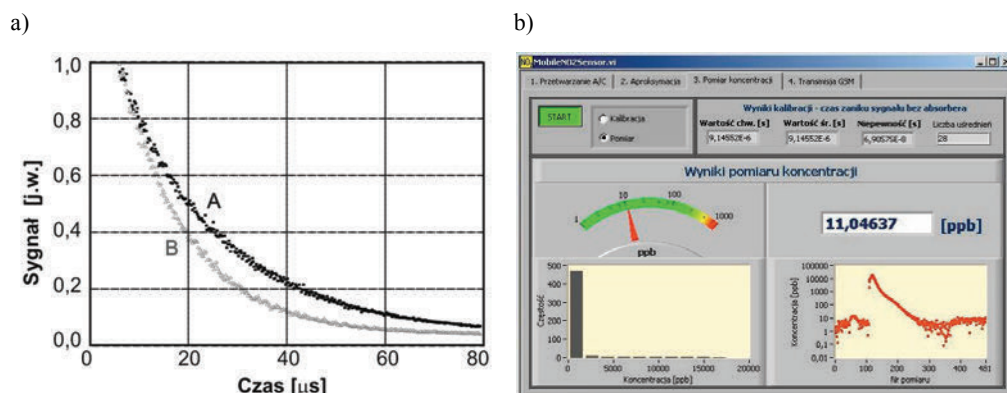 a)
b)
1,0
0,8
0,6
0,4
0,2
0,0
Sygnał [j.w.]
A
B
0 20 40 60 80
Czas [µs]
MobileNO2Sensor.vi
1. Przetwarzanie A/C 2. Aproksymacja 3. Pomiar koncentracji 4. Transmisja GSM
START
Kalibracja
Pomiar
Wyniki kalibracji - czas zaniku sygnału bez absorbera
Wartość chw. [s] Wartość śr. [s] Niepewność [s] Liczba uśrednień
9,14552E-6 9,14552E-6 6,90575E-8 28
Wyniki pomiaru koncentracji
1 10 100 1000
ppb
11,04637 [ppb]
500
400
300
200
100
0
Częstość
0 5000 10000 15000 20000
Koncentracja [ppb]
100000
10000
1000
100
10
1
0,1
0,01
Koncentracja [ppb]
0 100 200 300 400 481
Nr pomiaru